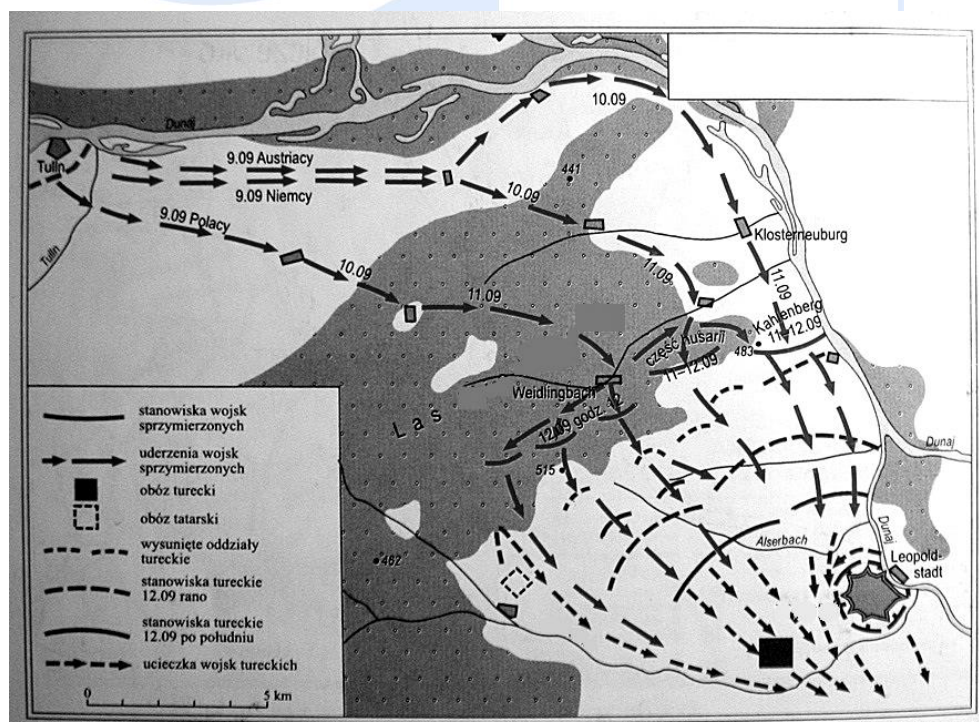 Dunaj
10.09
Tulln
9.09 Austriacy
9.09 Niemcy
441
10.09
9.09 Polacy
Klosterneuburg
Tulln
10.09
11.09
11.09
11.09
Kahlenberg
11-12.09
część husarii
483
11-12.09
Weidlingbach
Las
12.09 godz.
515
Dunaj
Dunaj
Alserbach
Leopold-
stadt
462
stanowiska wojsk
sprzymierzonych
uderzenia wojsk
sprzymierzonych
obóz turecki
obóz tatarski
wysunięte oddziały
tureckie
stanowiska tureckie
12.09 rano
stanowiska tureckie
12.09 po południu
ucieczka wojsk tureckich
0
5 km